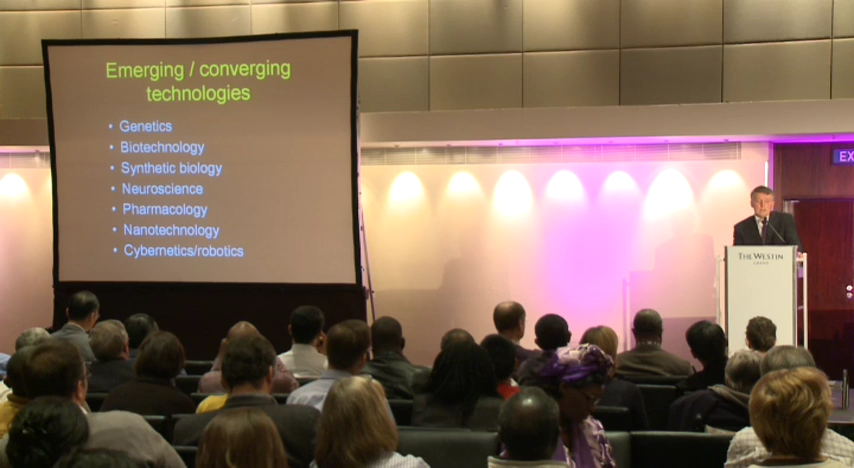 Emerging / converging
technologies
• Genetics
• Biotechnology
• Synthetic biology
• Neuroscience
• Pharmacology
• Nanotechnology
• Cybernetics/robotics
EX
THE WESTIN